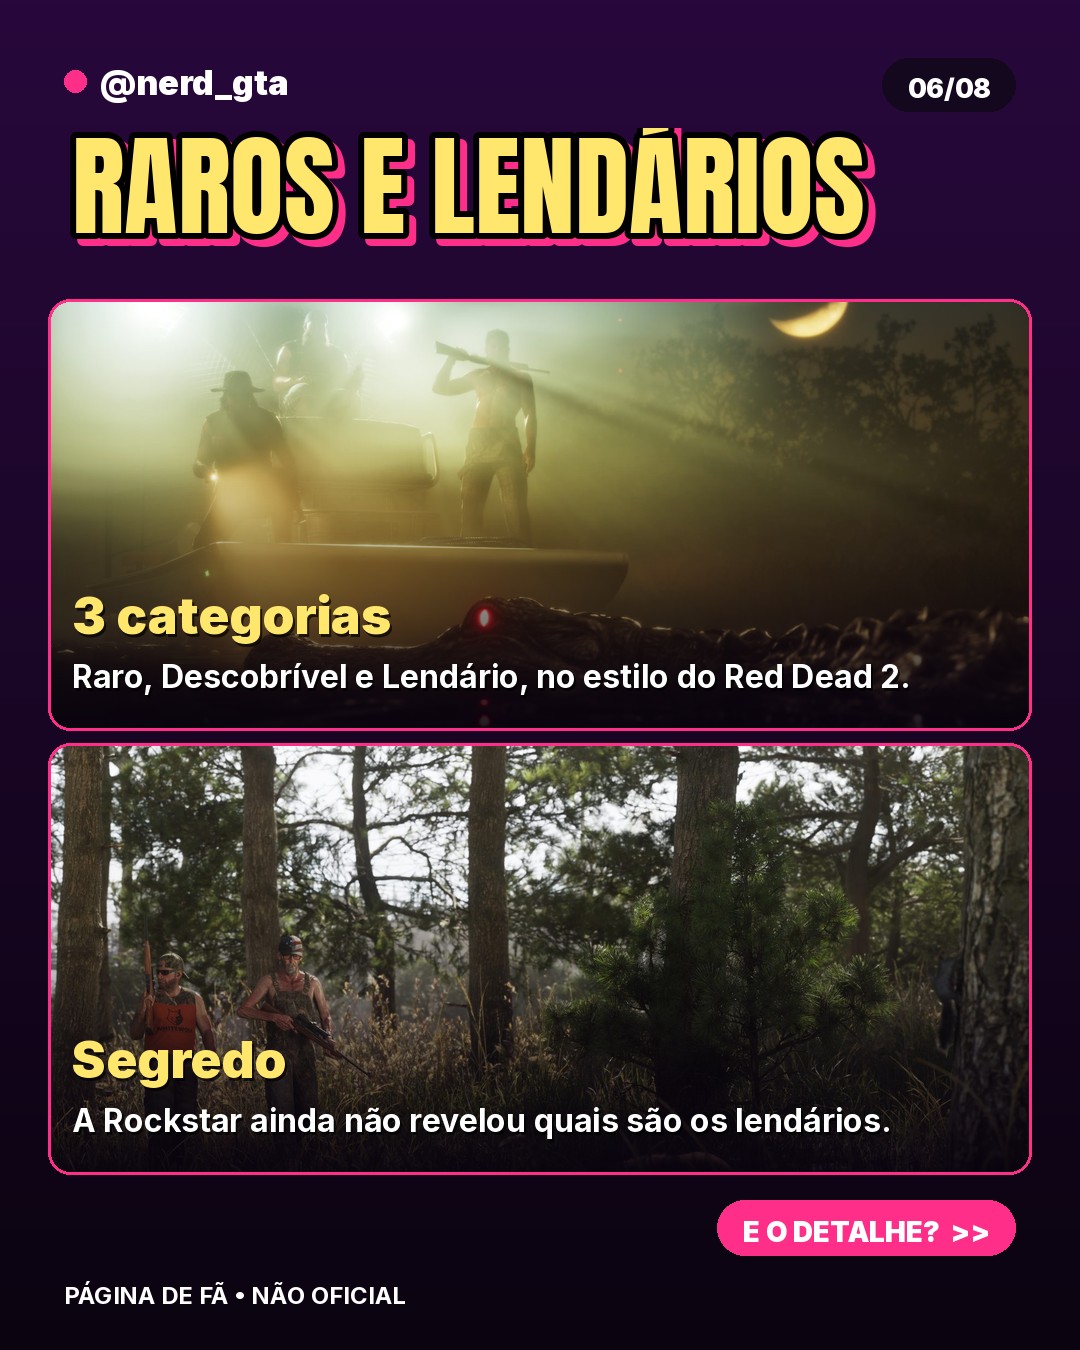 @nerd_gta
06/08
RAROS E LENDÁRIOS
3 categorias
Raro, Descobrível e Lendário, no estilo do Red Dead 2.
Segredo
A Rockstar ainda não revelou quais são os lendários.
E O DETALHE? >>
PÁGINA DE FÃ • NÃO OFICIAL